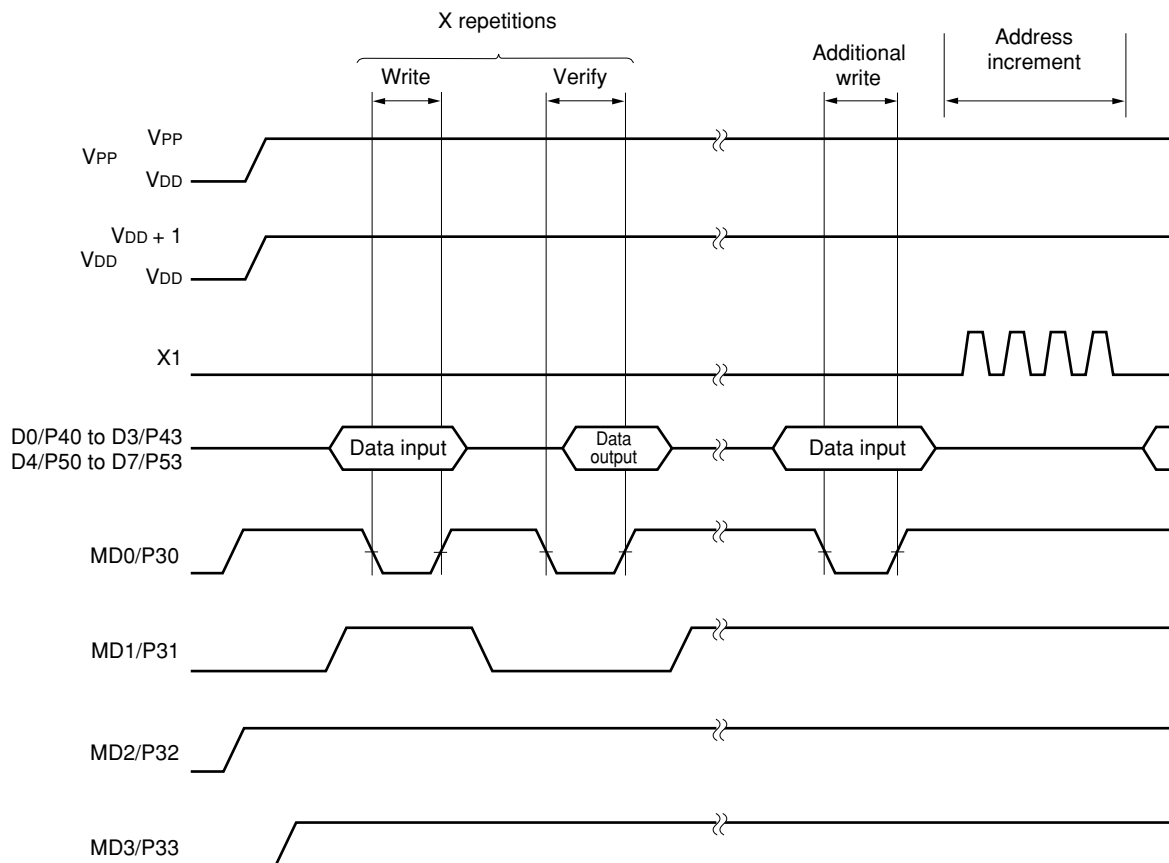 X repetitions
Write
Verify
Additional
write
Address
increment
VPP
VPP
VDD
VDD + 1
VDD
VDD
X1
D0/P40 to D3/P43
D4/P50 to D7/P53
Data input
Data
output
Data input
MD0/P30
MD1/P31
MD2/P32
MD3/P33